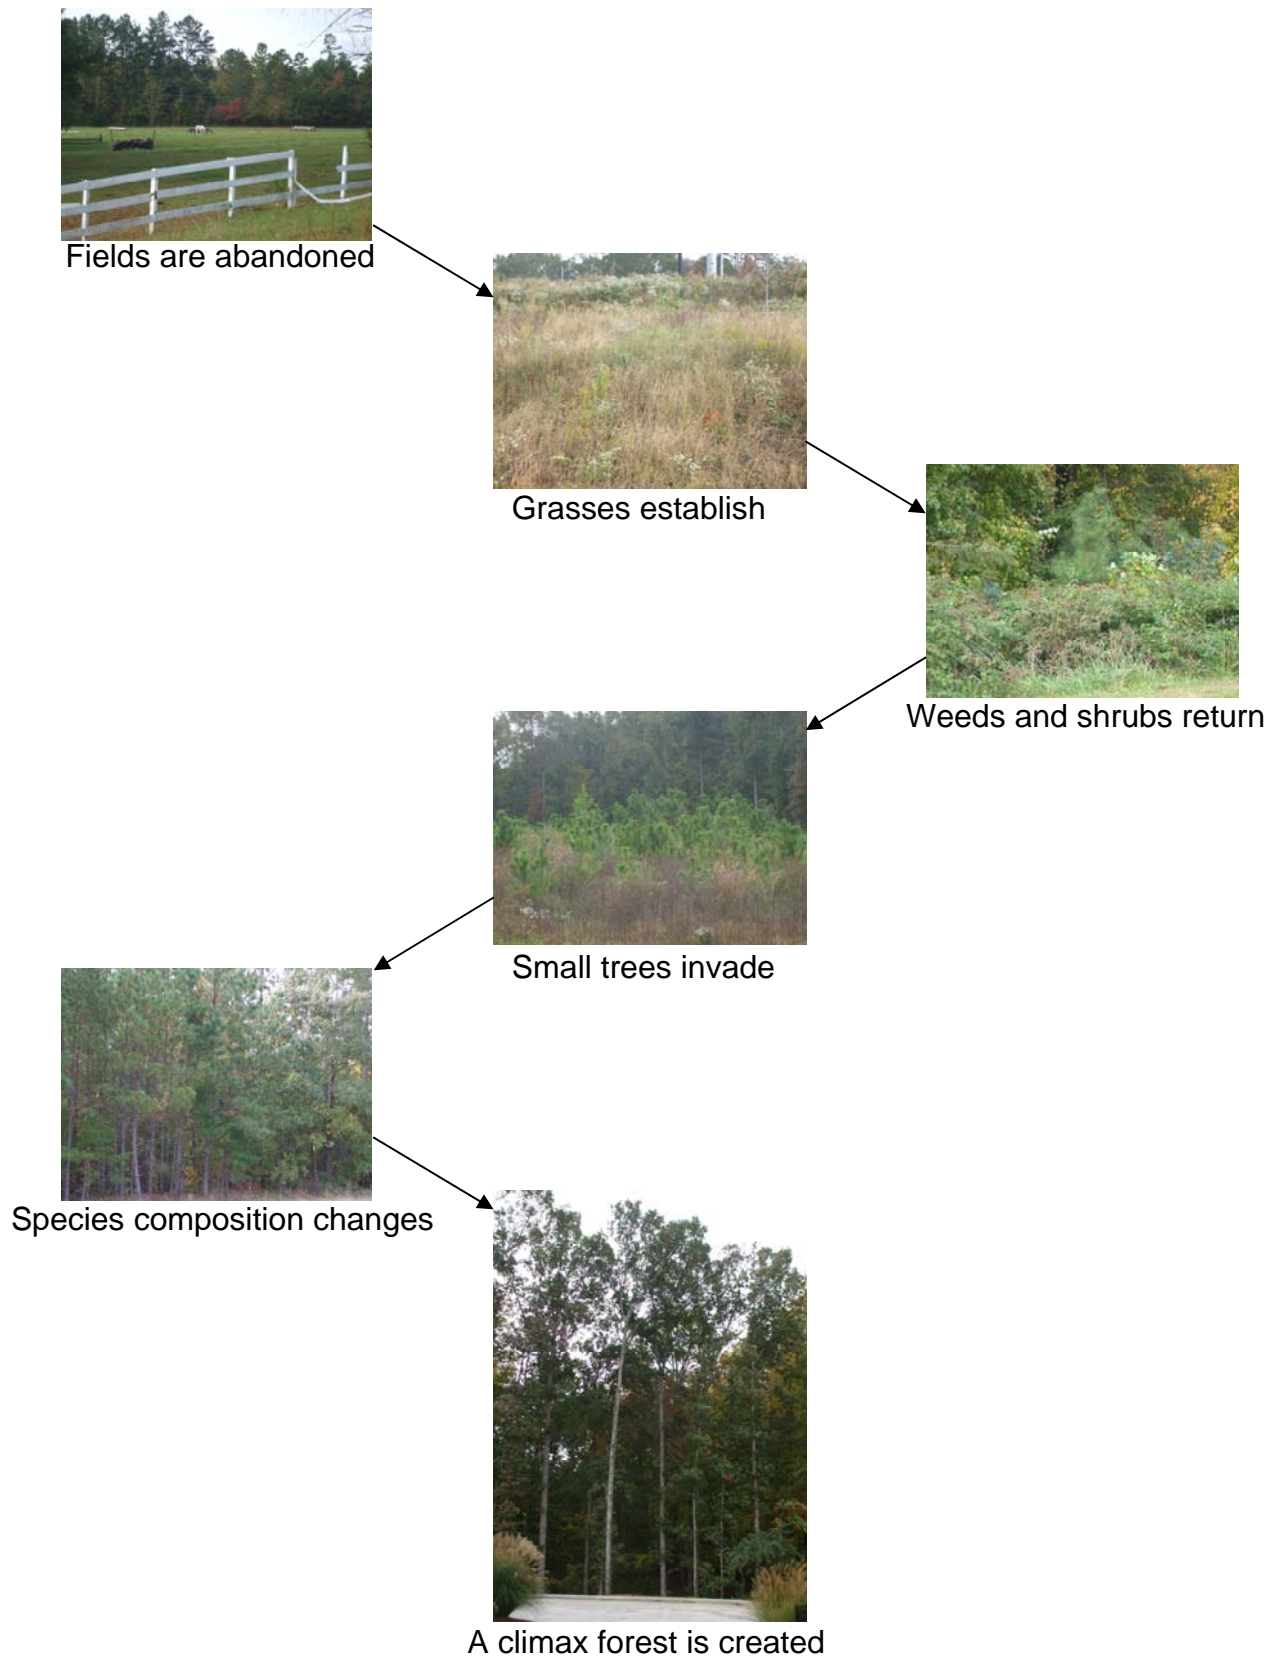 Fields are abandoned
Grasses establish
Weeds and shrubs return
Small trees invade
Species composition changes
A climax forest is created